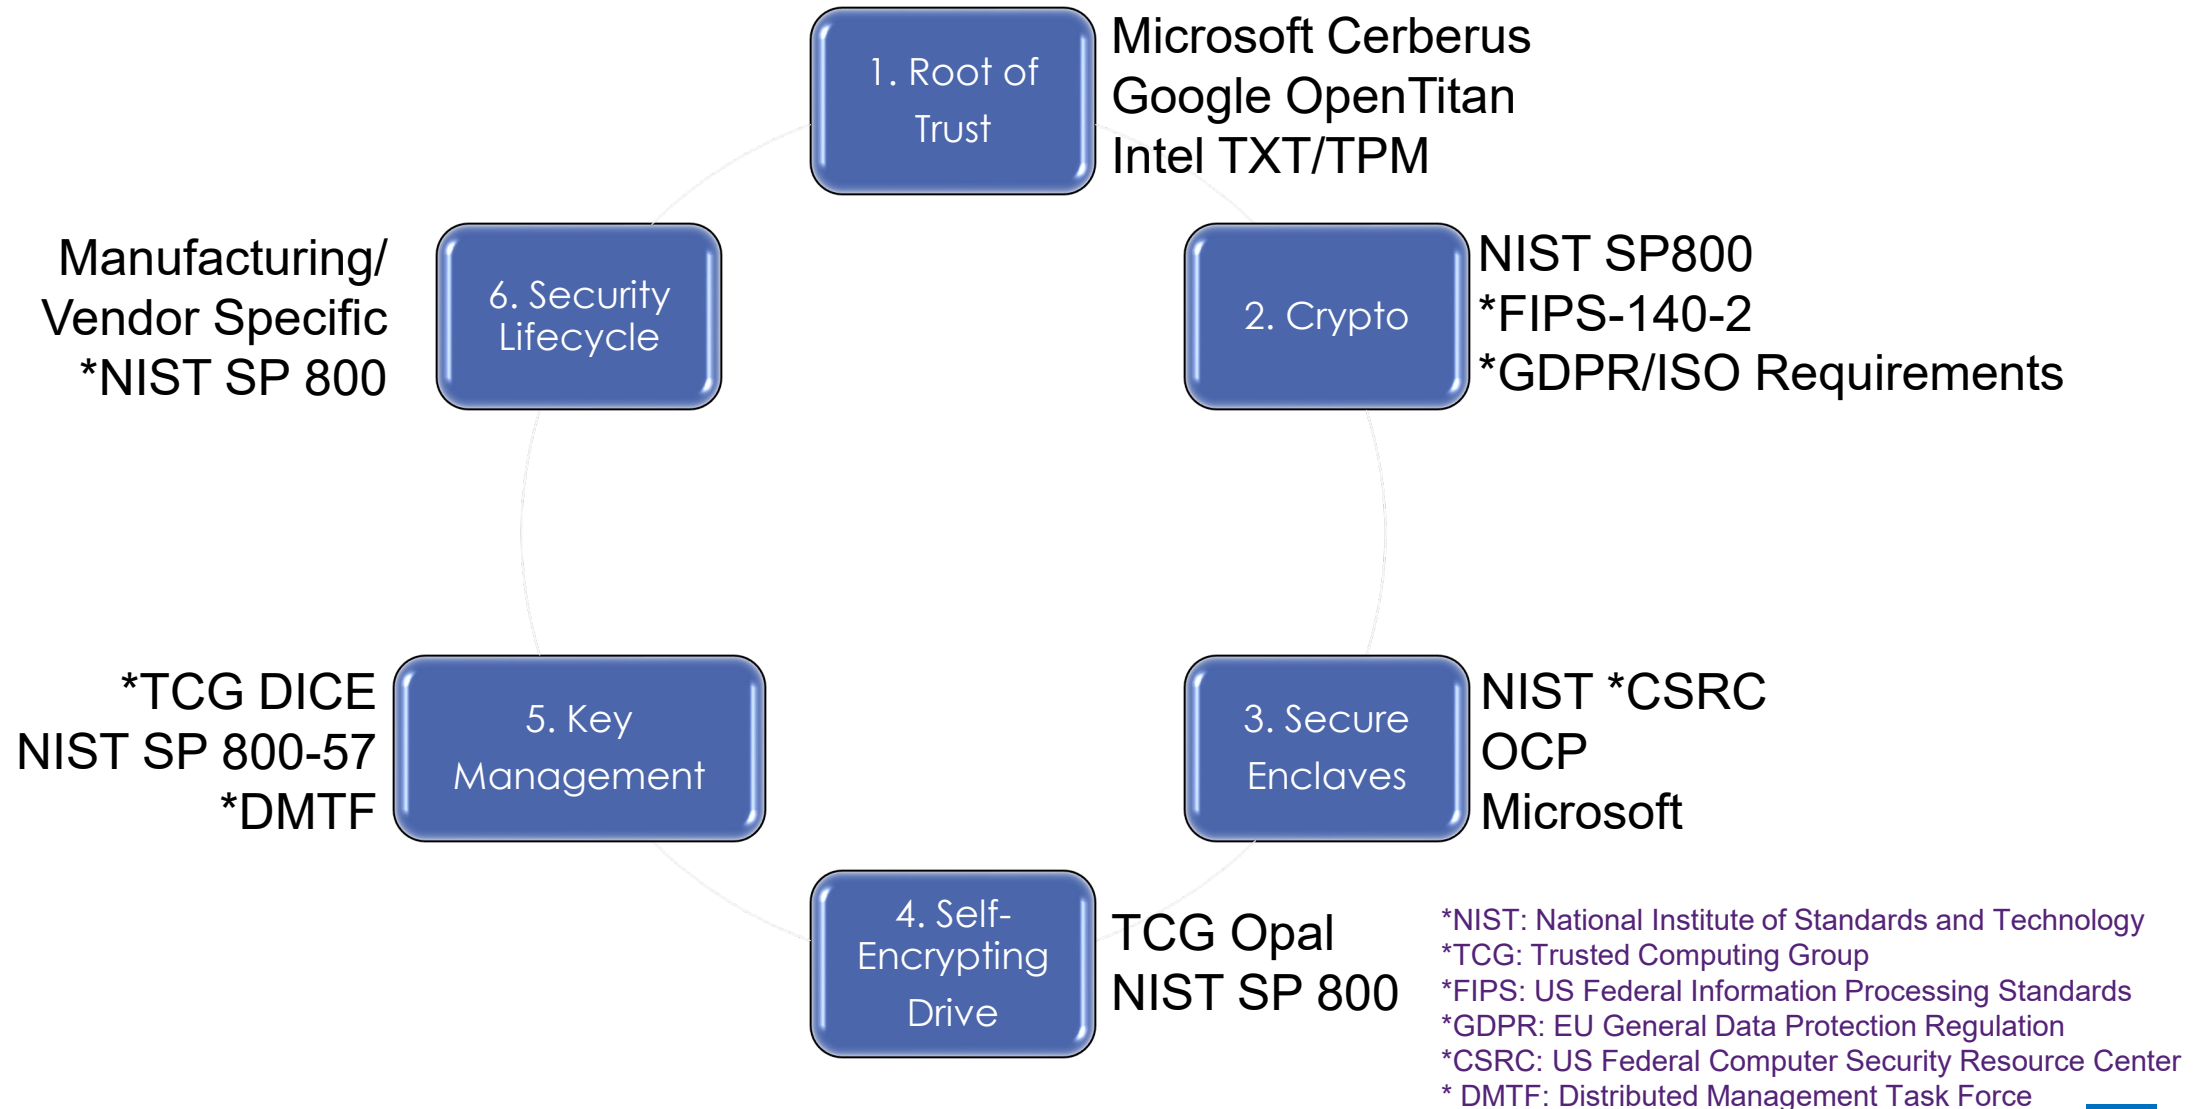 1. Root of
Trust
Microsoft Cerberus
Google OpenTitan
Intel TXT/TPM
2. Crypto
NIST SP800
*FIPS-140-2
*GDPR/ISO Requirements
3. Secure
Enclaves
NIST *CSRC
OCP
Microsoft
4. Self-
Encrypting
Drive
TCG Opal
NIST SP 800
5. Key
Management
*TCG DICE
NIST SP 800-57
*DMTF
6. Security
Lifecycle
Manufacturing/
Vendor Specific
*NIST SP 800
*NIST: National Institute of Standards and Technology
*TCG: Trusted Computing Group
*FIPS: US Federal Information Processing Standards
*GDPR: EU General Data Protection Regulation
*CSRC: US Federal Computer Security Resource Center
* DMTF: Distributed Management Task Force